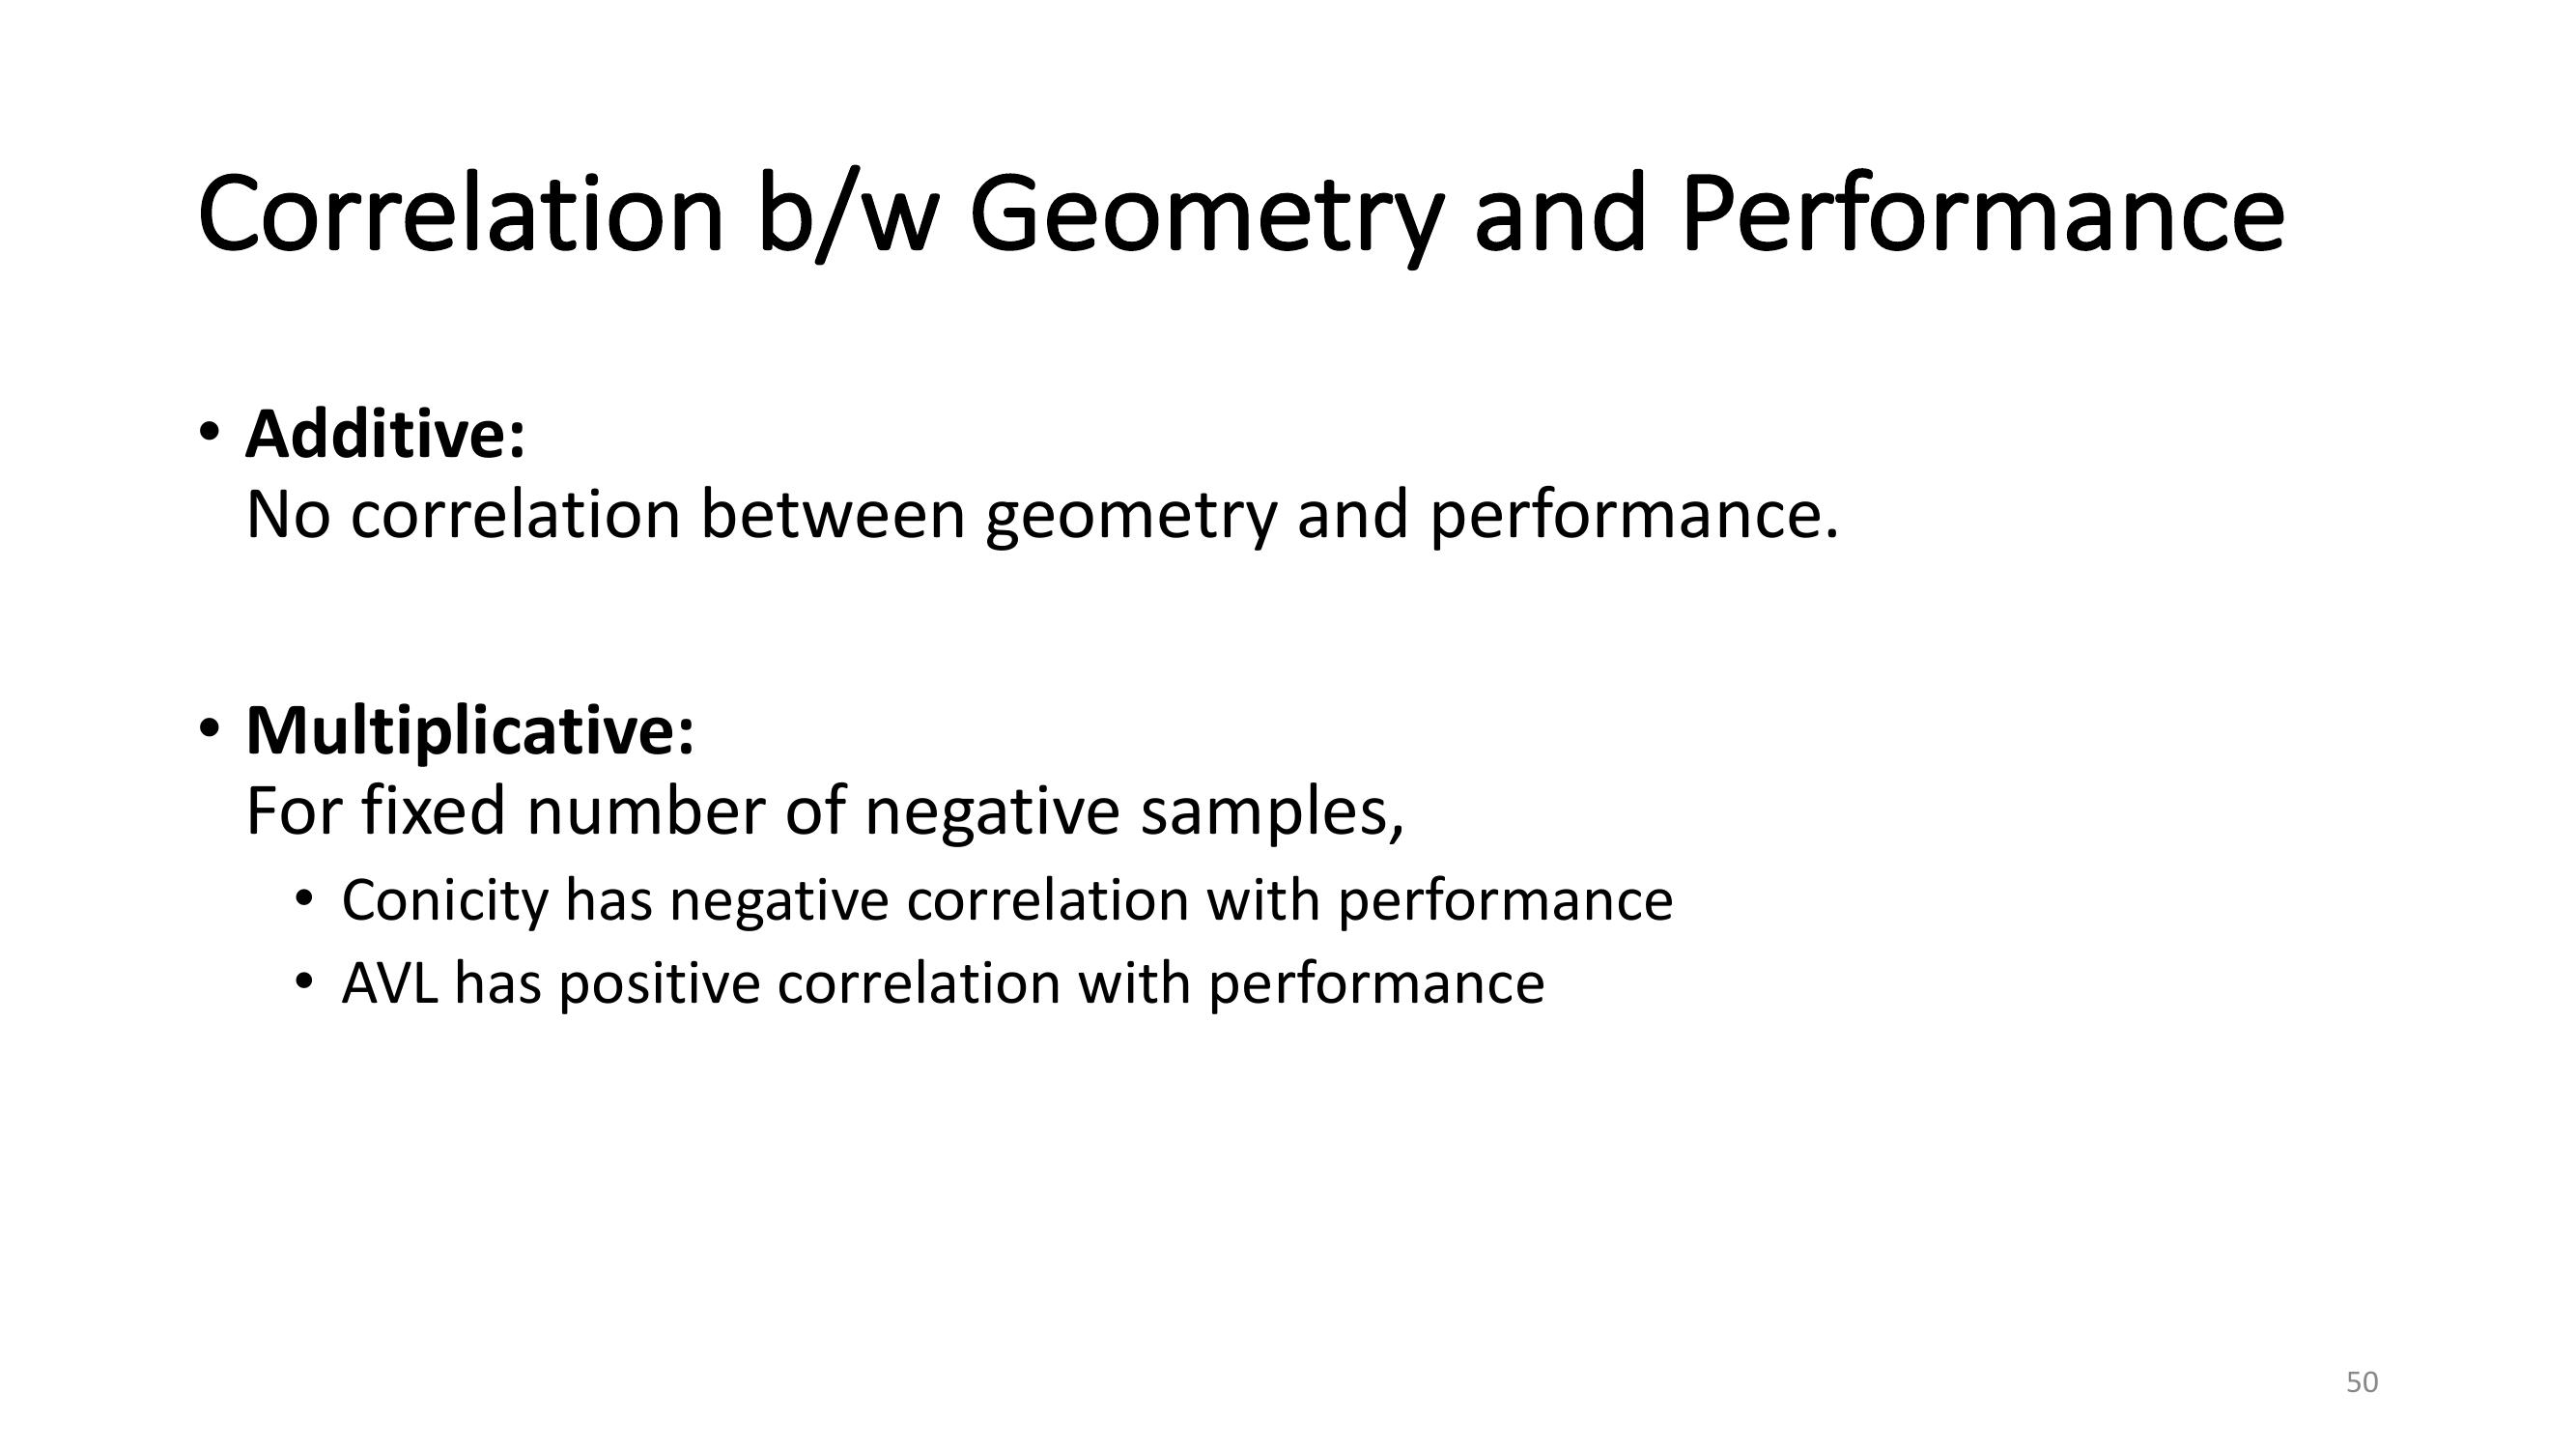 Correlation b/w Geometry and Performance
• Additive:
No correlation between geometry and performance.
• Multiplicative:
For fixed number of negative samples,
• Conicity has negative correlation with performance
• AVL has positive correlation with performance
50